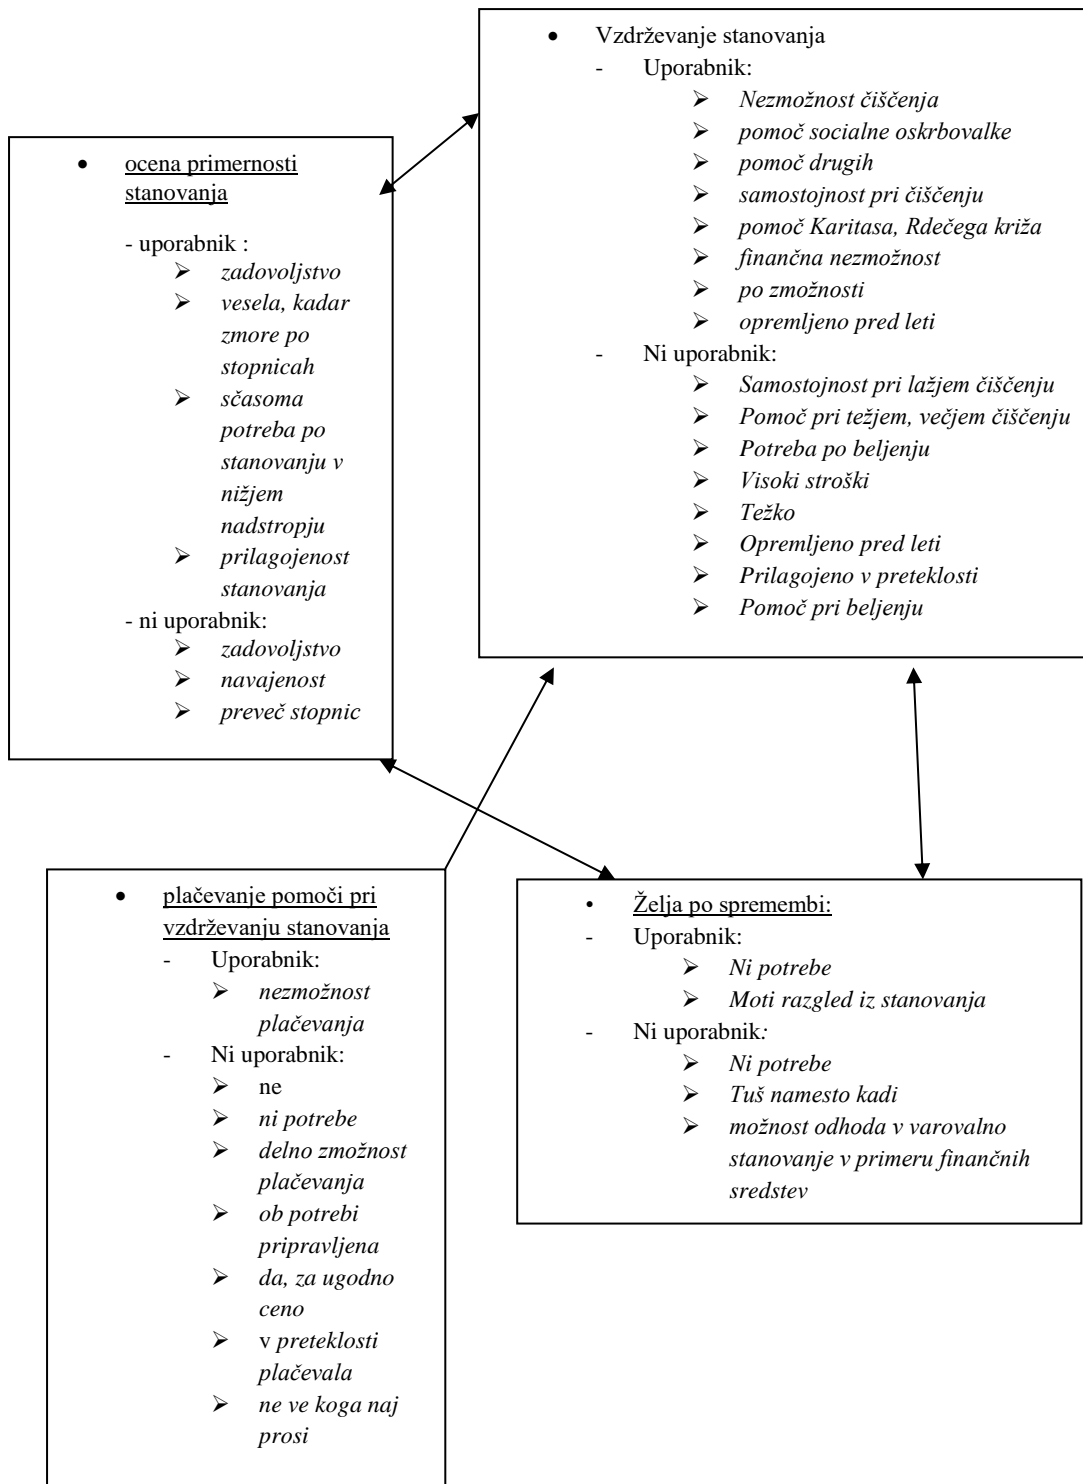 • ocena primernosti
stanovanja
- uporabnik :
➢ zadovoljstvo
➢ vesela, kadar
zmore po
stopnicah
➢ sčasoma
potreba po
stanovanju v
nižjem
nadstropju
➢ prilagojenost
stanovanja
- ni uporabnik:
➢ zadovoljstvo
➢ navajenost
➢ preveč stopnic
• Vzdrževanje stanovanja
- Uporabnik:
➢ Nezmožnost čiščenja
➢ pomoč socialne oskrbovalke
➢ pomoč drugih
➢ samostojnost pri čiščenju
➢ pomoč Karitasa, Rdečega križa
➢ finančna nezmožnost
➢ po zmožnosti
➢ opremljeno pred leti
- Ni uporabnik:
➢ Samostojnost pri lažjem čiščenju
➢ Pomoč pri težjem, večjem čiščenju
➢ Potreba po beljenju
➢ Visoki stroški
➢ Težko
➢ Opremljeno pred leti
➢ Prilagojeno v preteklosti
➢ Pomoč pri beljenju
• plačevanje pomoči pri
vzdrževanju stanovanja
- Uporabnik:
➢ nezmožnost
plačevanja
- Ni uporabnik:
➢ ne
➢ ni potrebe
➢ delno zmožnost
plačevanja
➢ ob potrebi
pripravljena
➢ da, za ugodno
ceno
➢ v preteklosti
plačevala
➢ ne ve koga naj
prosi
• Želja po spremembi:
- Uporabnik:
➢ Ni potrebe
➢ Moti razgled iz stanovanja
- Ni uporabnik:
➢ Ni potrebe
➢ Tuš namesto kadi
➢ možnost odhoda v varovalno
stanovanje v primeru finančnih
sredstev